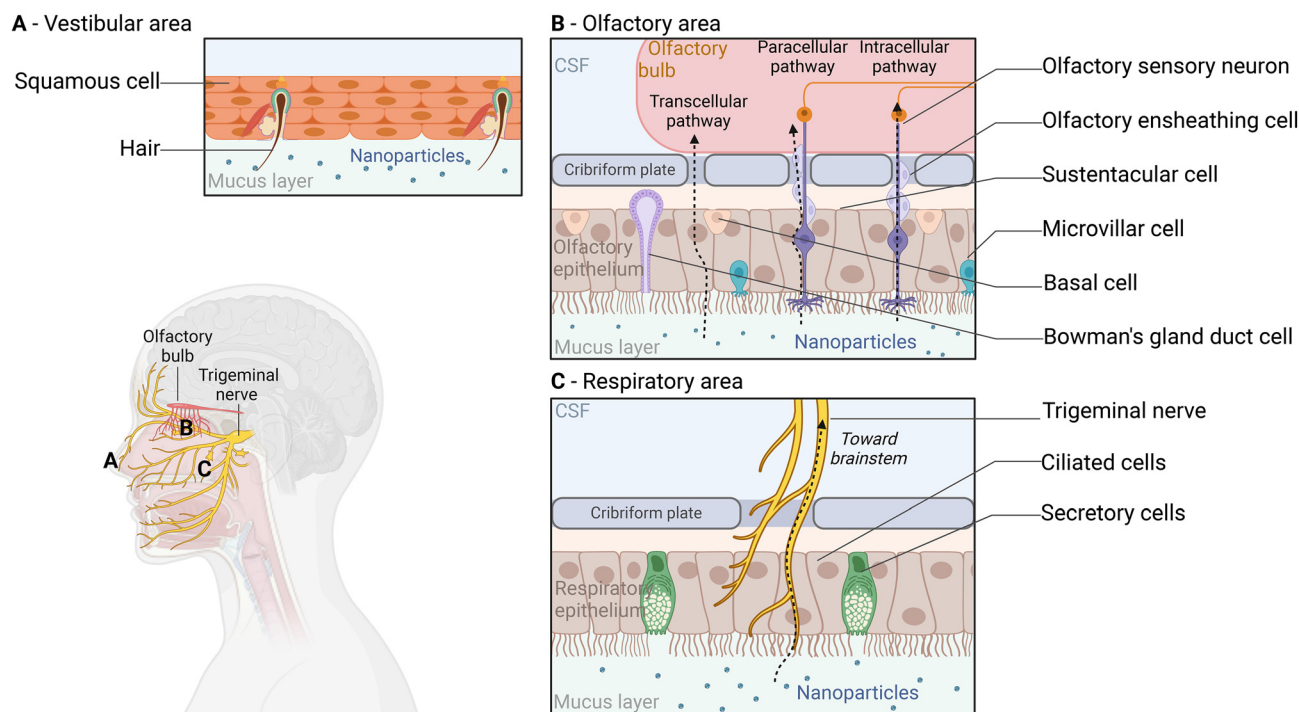 A - Vestibular area
Squamous cell
Hair
Nanoparticles
Mucus layer
Olfactory
bulb
Trigeminal
nerve
A
B
C
B - Olfactory area
CSF
Olfactory
bulb
Paracellular
pathway
Intracellular
pathway
Transcellular
pathway
Cribriform plate
Olfactory
epithelium
Mucus layer
Nanoparticles
Olfactory sensory neuron
Olfactory ensheathing cell
Sustentacular cell
Microvillar cell
Basal cell
Bowman's gland duct cell
C - Respiratory area
CSF
Toward
brainstem
Cribriform plate
Respiratory
epithelium
Mucus layer
Nanoparticles
Trigeminal nerve
Ciliated cells
Secretory cells